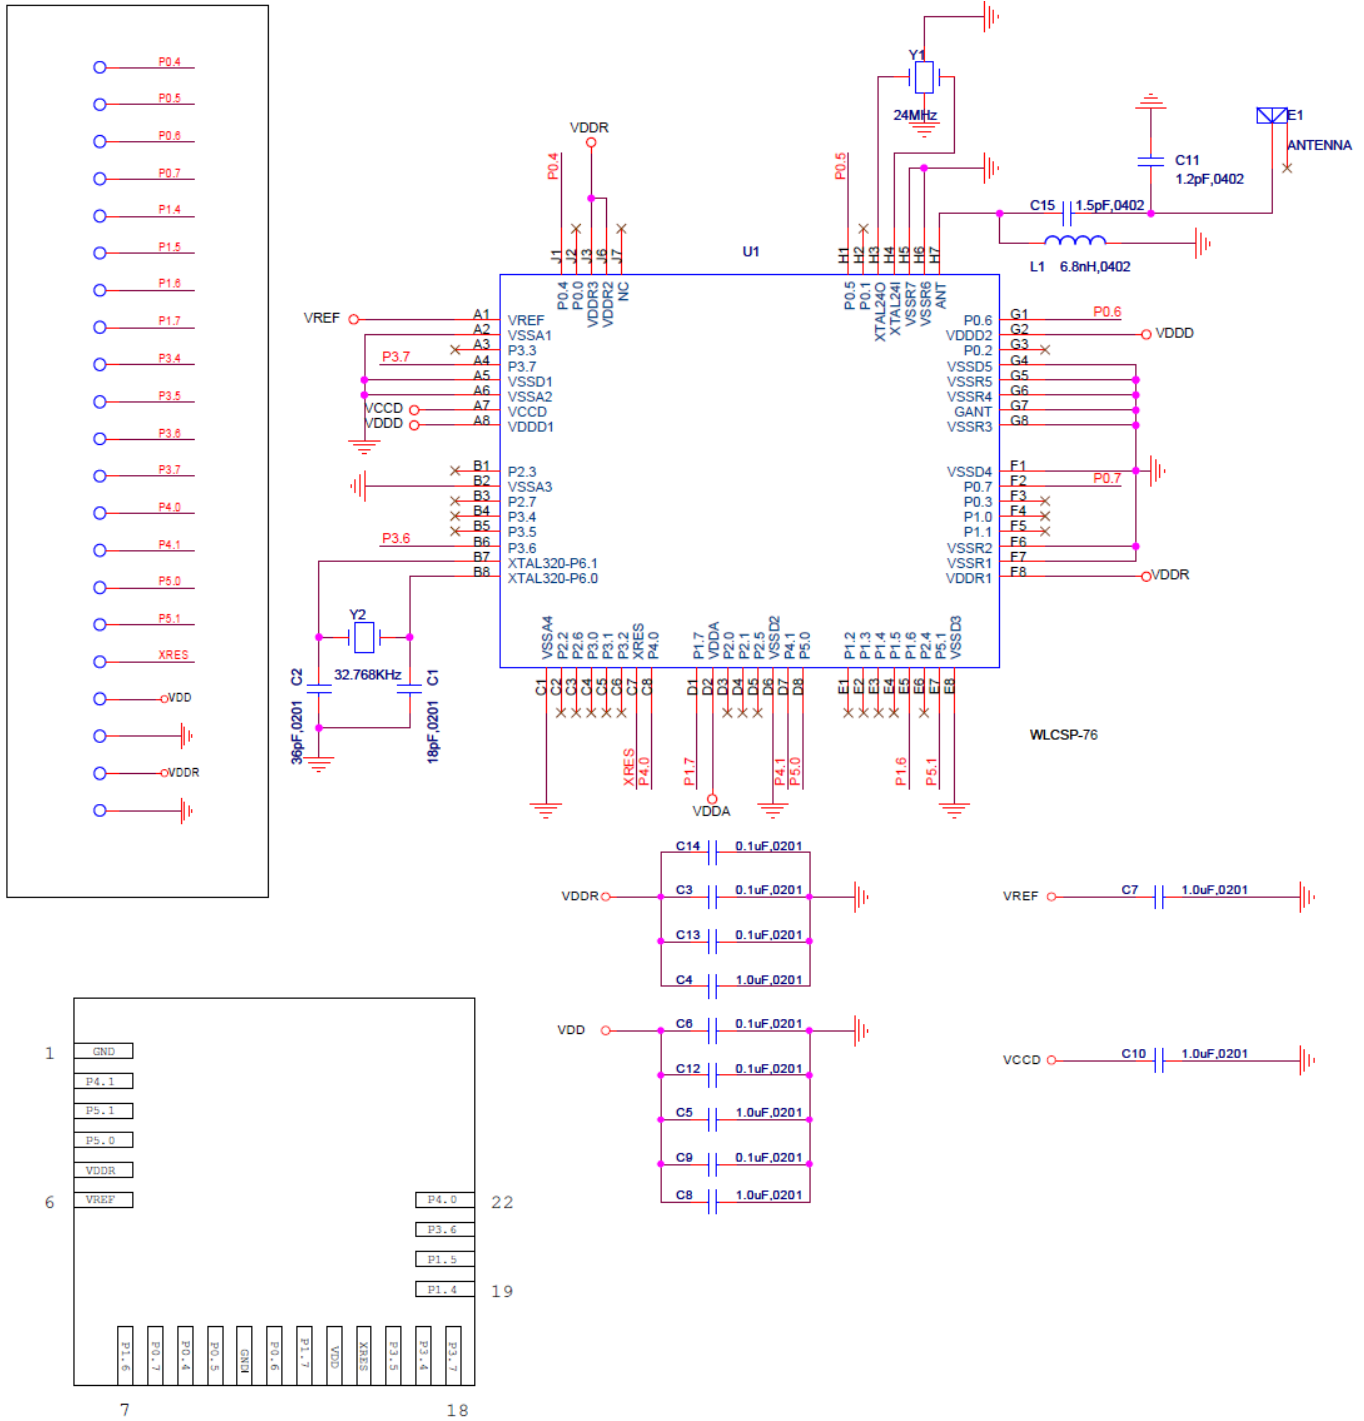 P0.4
P0.5
P0.6
P0.7
P1.4
P1.5
P1.6
P1.7
P3.4
P3.5
P3.6
P3.7
P4.0
P4.1
P5.0
P5.1
XRES
VDD
VDDR
Y1
24MHz
E1
ANTENNA
C11
1.2pF,0402
C15 1.5pF,0402
L1 6.8nH,0402
VDDR
P0.4
P0.5
U1
J1 J2 J3 J6 J7
P0.4 P0.0 VDDR3 VDDR2 NC
H1 H2 H3 H4 H5 H6 H7
P0.5 P0.1 XTAL24O XTAL24I VSSR7 VSSR6 ANT
VREF A1 VREF
A2 VSSA1
A3 P3.3
P3.7 A4 P3.7
A5 VSSD1
A6 VSSA2
VCCD A7 VCCD
VDDD A8 VDDD1
B1 P2.3
B2 VSSA3
B3 P2.7
B4 P3.4
B5 P3.5
P3.6 B6 P3.6
B7 XTAL320-P6.1
B8 XTAL320-P6.0
P0.6 G1 P0.6
VDDD2 G2 VDDD
P0.2 G3
VSSD5 G4
VSSR5 G5
VSSR4 G6
GANT G7
VSSR3 G8
VSSD4 F1
P0.7 F2 P0.7
P0.3 F3
P1.0 F4
P1.1 F5
VSSR2 F6
VSSR1 F7
VDDR1 F8 VDDR
VSSA4 P2.2 P2.6 P3.0 P3.1 P3.2 XRES P4.0
C1 C2 C3 C4 C5 C6 C7 C8
P1.7 VDDA P2.0 P2.1 P2.5 VSSD2 P4.1 P5.0
D1 D2 D3 D4 D5 D6 D7 D8
P1.2 P1.3 P1.4 P1.5 P1.6 P2.4 P5.1 VSSD3
E1 E2 E3 E4 E5 E6 E7 E8
Y2
32.768KHz
C2
36pF,0201
C1
18pF,0201
XRES
P4.0
P1.7
VDDA
P4.1
P5.0
P1.6
P5.1
WLCSP-76
C14 0.1uF,0201
VDDR C3 0.1uF,0201
C13 0.1uF,0201
C4 1.0uF,0201
VDD C6 0.1uF,0201
C12 0.1uF,0201
C5 1.0uF,0201
C9 0.1uF,0201
C8 1.0uF,0201
VREF C7 1.0uF,0201
VCCD C10 1.0uF,0201
1 GND
P4.1
P5.1
P5.0
VDDR
6 VREF
P4.0 22
P3.6
P1.5
P1.4 19
P1.6 P0.7 P0.4 P0.5 GND P0.6 P1.7 VDD XRES P3.5 P3.4 P3.7
7 18